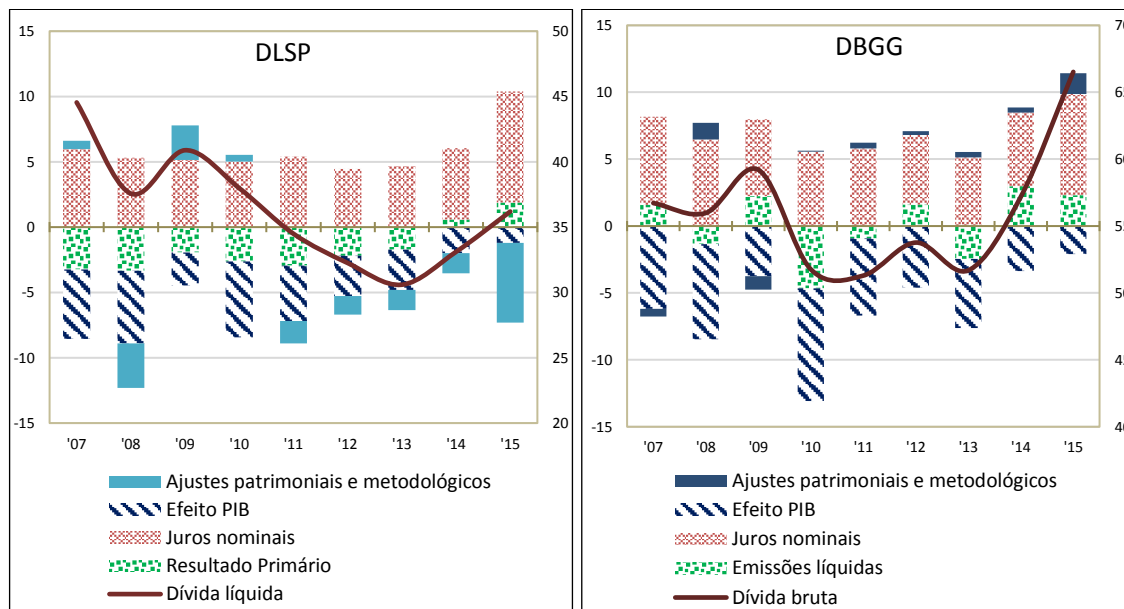 DLSP
15
10
5
0
-5
-10
-15
50
45
40
35
30
25
20
'07 '08 '09 '10 '11 '12 '13 '14 '15
Ajustes patrimoniais e metodológicos
Efeito PIB
Juros nominais
Resultado Primário
Dívida líquida
DBGG
15
10
5
0
-5
-10
-15
'07 '08 '09 '10 '11 '12 '13 '14 '15
Ajustes patrimoniais e metodológicos
Efeito PIB
Juros nominais
Emissões líquidas
Dívida bruta